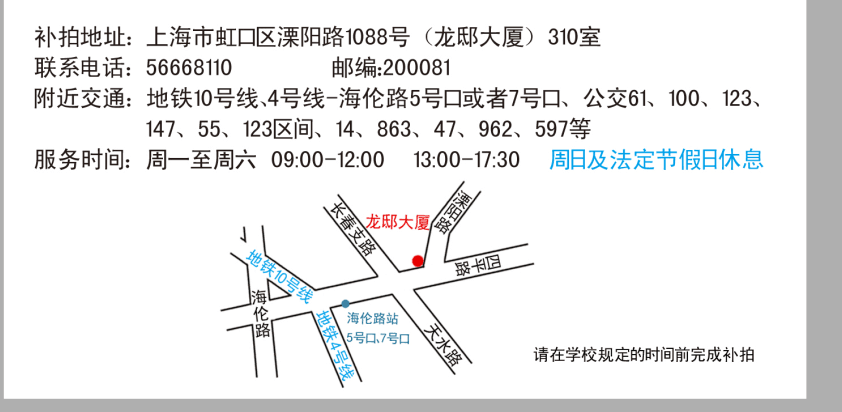 补拍地址：上海市虹口区溧阳路1088号（龙邸大厦）310室
联系电话：56668110 邮编:200081
附近交通：地铁10号线、4号线-海伦路5号口或者7号口、公交61、100、123、
147、55、123区间、14、863、47、962、597等
服务时间：周一至周六 09:00-12:00 13:00-17:30 周日及法定节假日休息
长春支路
龙邸大厦
溧阳路
四平路
地铁10号线
海伦路
海伦路站
5号口、7号口
地铁4号线
天水路
请在学校规定的时间前完成补拍